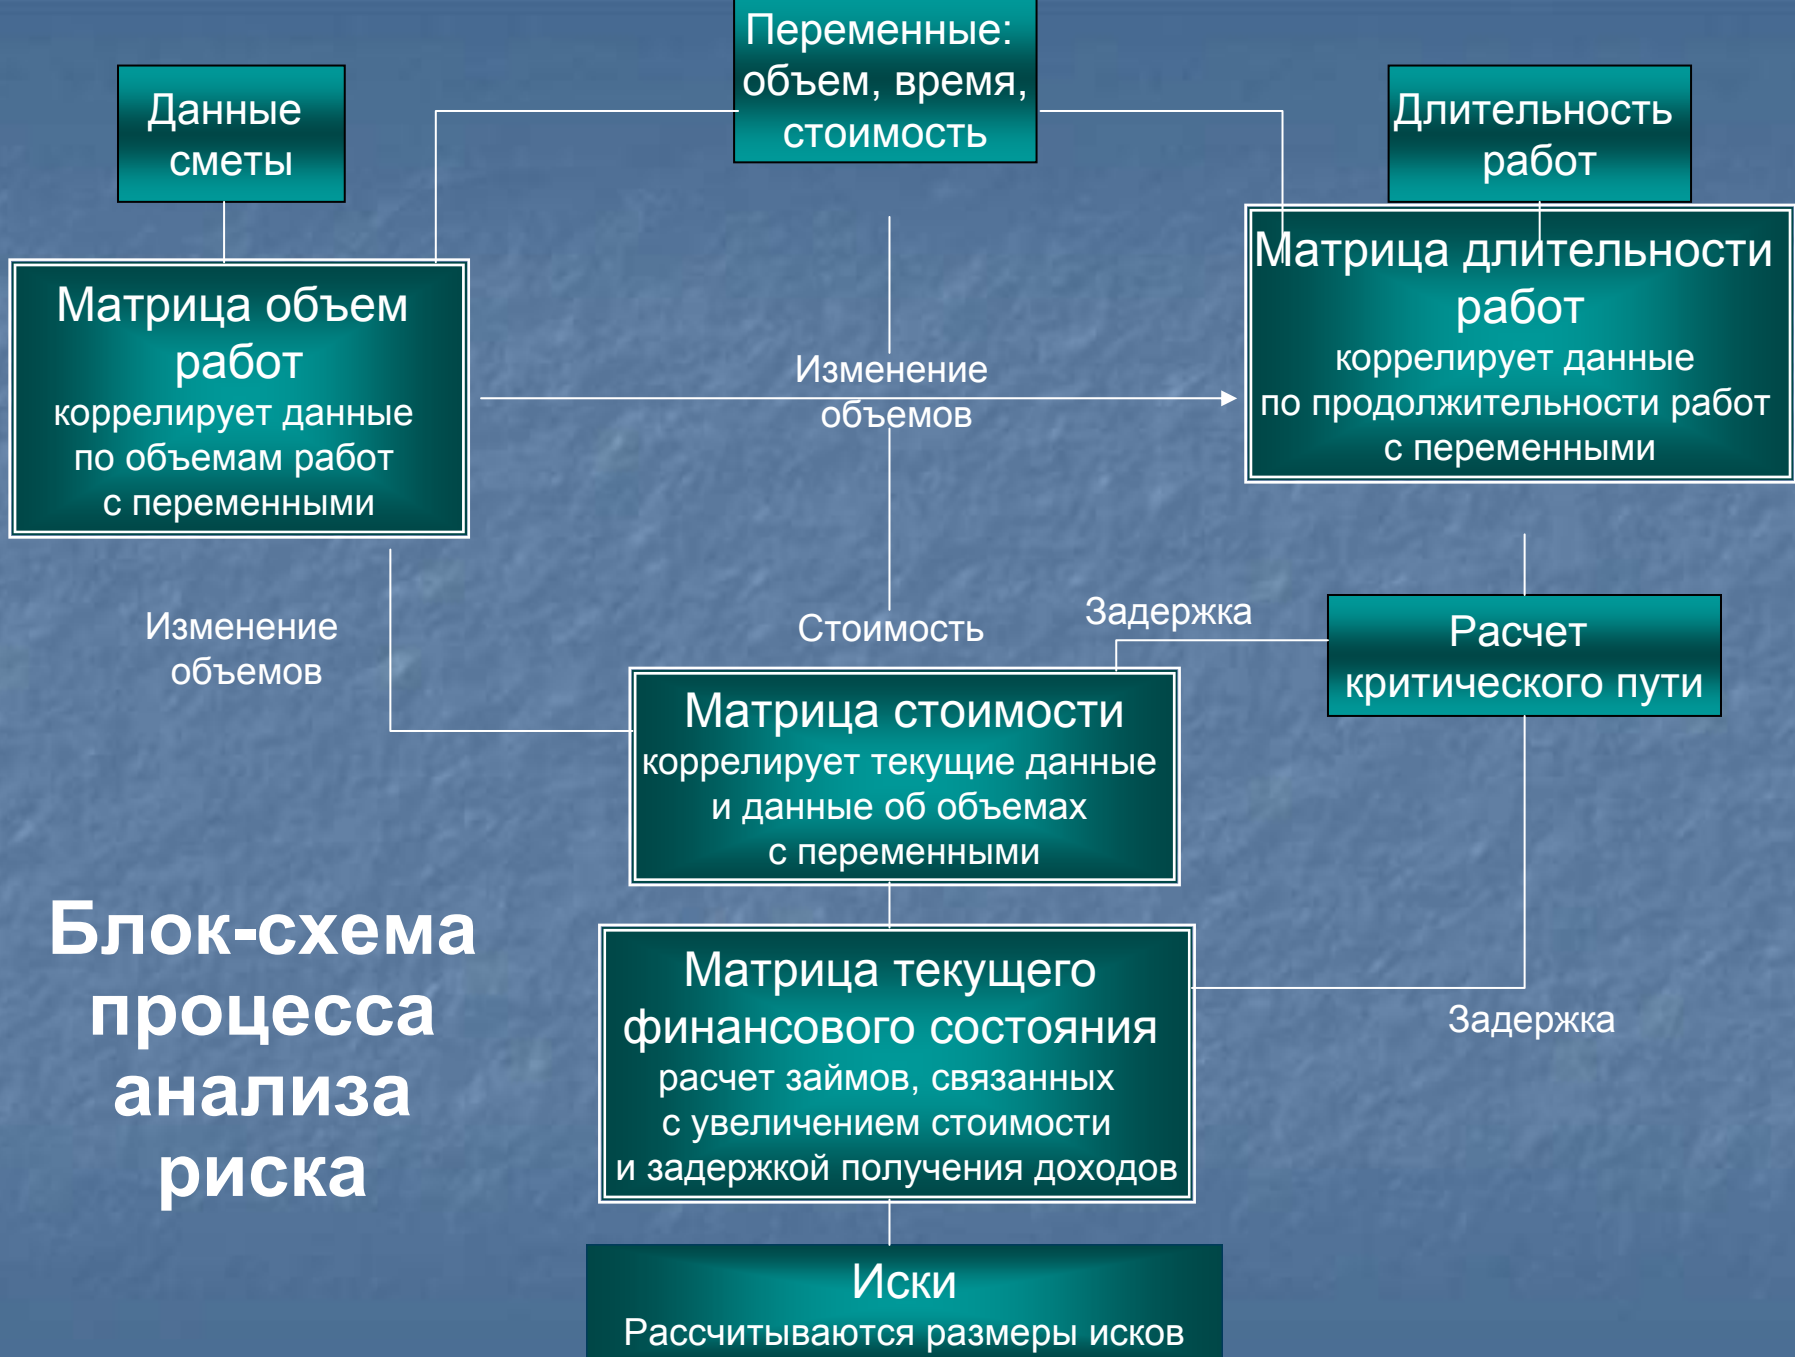 Переменные:
объем, время,
стоимость
Данные
сметы
Длительность
работ
Матрица объем
работ
коррелирует данные
по объемам работ
с переменными
Изменение
объемов
Матрица длительности
работ
коррелирует данные
по продолжительности работ
с переменными
Изменение
объемов
Стоимость
Задержка
Расчет
критического пути
Матрица стоимости
коррелирует текущие данные
и данные об объемах
с переменными
Блок-схема
процесса
анализа
риска
Матрица текущего
финансового состояния
расчет займов, связанных
с увеличением стоимости
и задержкой получения доходов
Задержка
Иски
Рассчитываются размеры исков